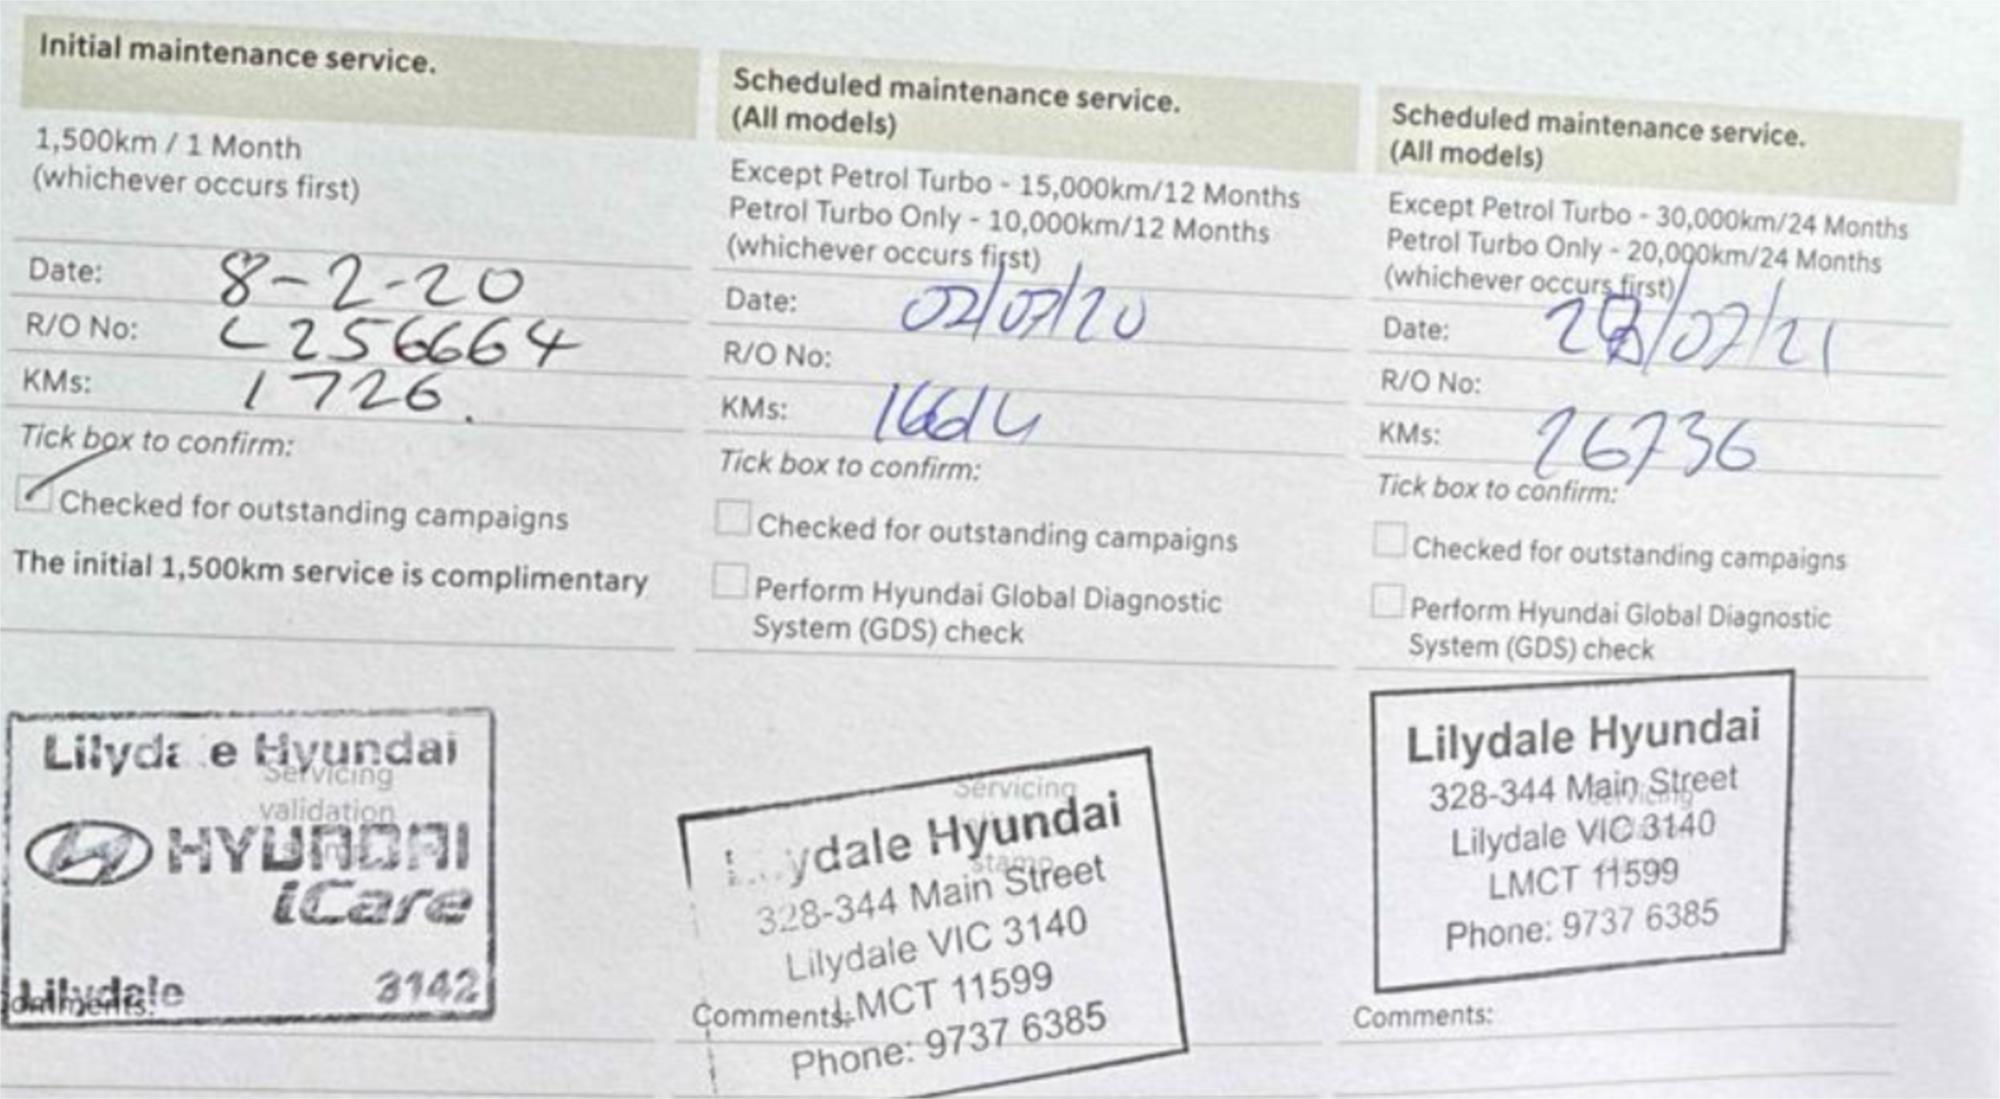 Initial maintenance service.
1,500km / 1 Month
(whichever occurs first)
Date: 8-2-20
R/O No: L256664
KMs: 1726.
Tick box to confirm:
Checked for outstanding campaigns
The initial 1,500km service is complimentary
Lilyda e Hyundai
Servicing
validation
HYUNDAI
iCare
Lilydale 3142
Scheduled maintenance service.
(All models)
Except Petrol Turbo - 15,000km/12 Months
Petrol Turbo Only - 10,000km/12 Months
(whichever occurs first)
Date: 02/07/20
R/O No:
KMs: 16614
Tick box to confirm:
Checked for outstanding campaigns
Perform Hyundai Global Diagnostic
System (GDS) check
Servicing
ydale Hyundai
stamp
328-344 Main Street
Lilydale VIC 3140
LMCT 11599
Comments:
Phone: 9737 6385
Scheduled maintenance service.
(All models)
Except Petrol Turbo - 30,000km/24 Months
Petrol Turbo Only - 20,000km/24 Months
(whichever occurs first)
Date: /07/21
R/O No:
KMs: 26736
Tick box to confirm:
Checked for outstanding campaigns
Perform Hyundai Global Diagnostic
System (GDS) check
Lilydale Hyundai
328-344 Main Street
Servicing
Lilydale VIC 3140
LMCT 11599
Phone: 9737 6385
Comments: